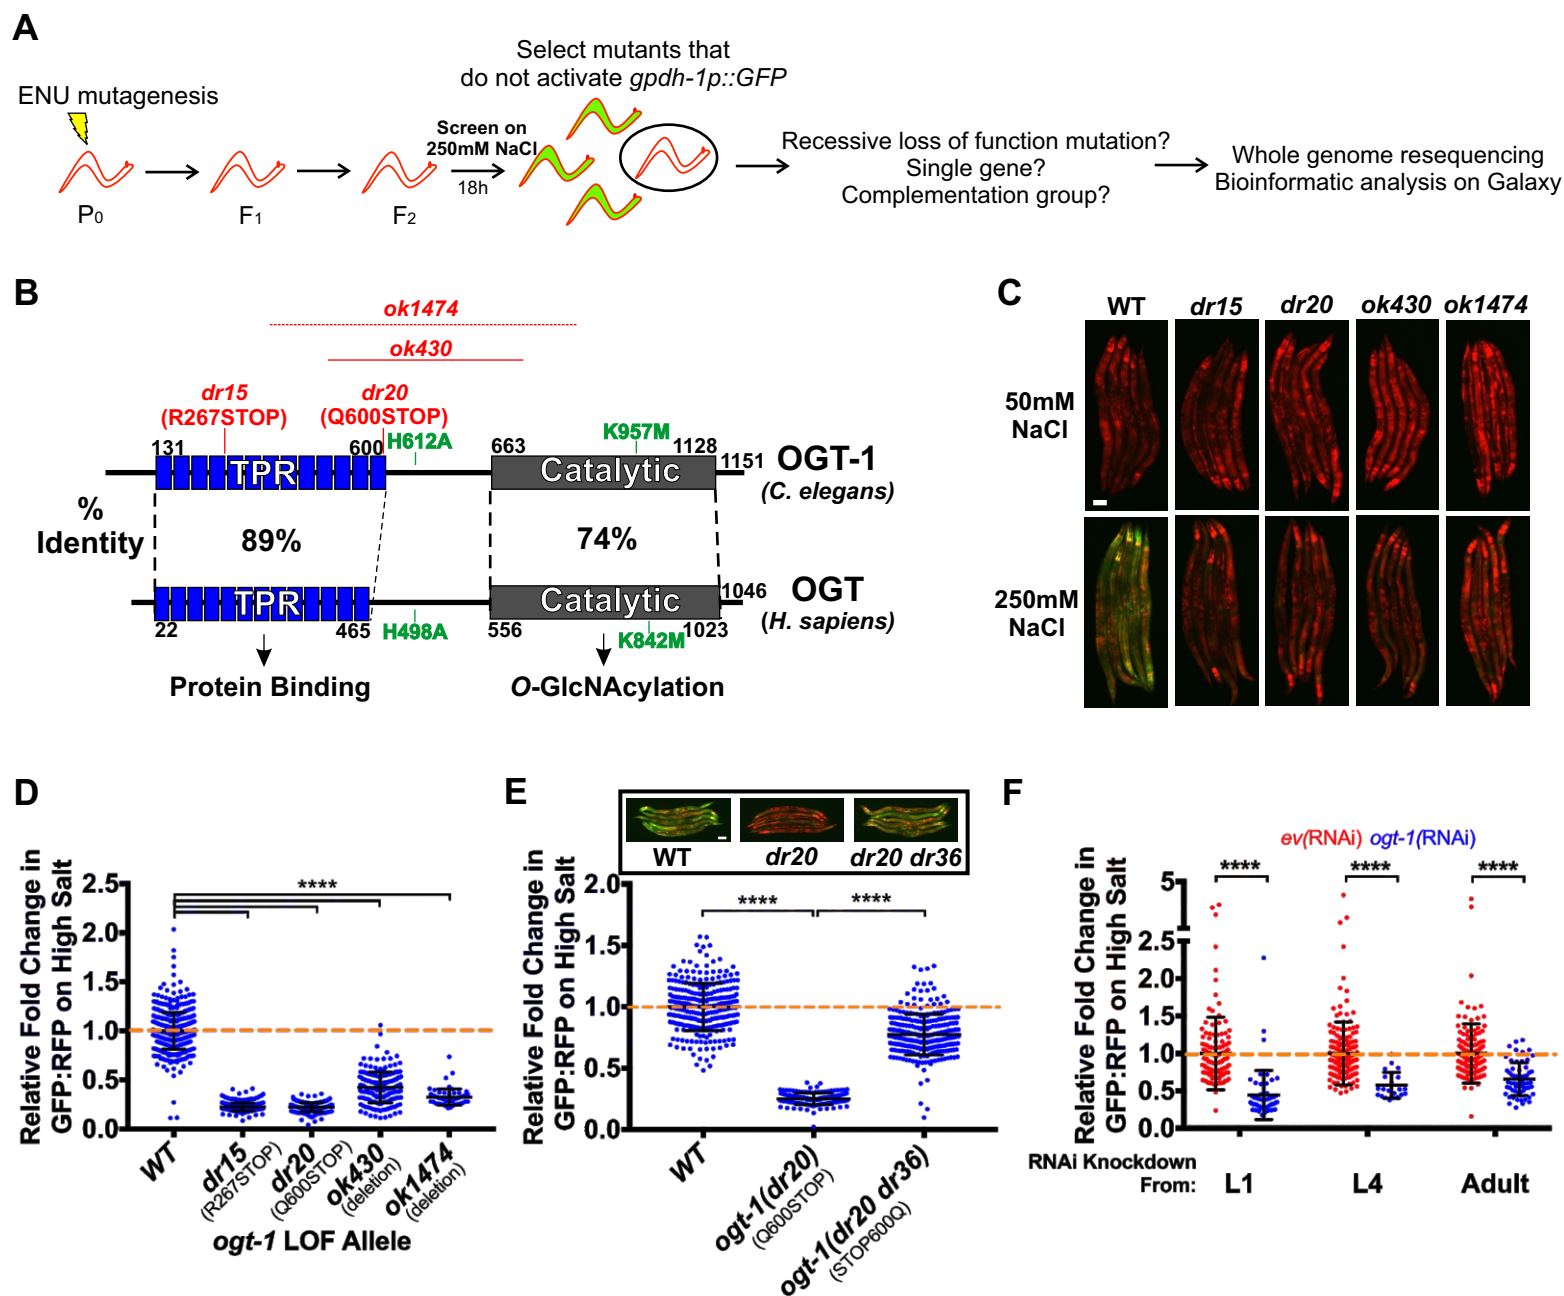 A
ENU mutagenesis
P0
F1
F2
Screen on
250mM NaCl
18h
Select mutants that
do not activate gpdh-1p::GFP
Recessive loss of function mutation?
Single gene?
Complementation group?
Whole genome resequencing
Bioinformatic analysis on Galaxy
B
ok1474
ok430
dr15
(R267STOP)
dr20
(Q600STOP)
131
600
H612A
663
K957M
1128
1151
TPR
Catalytic
OGT-1
(C. elegans)
%
Identity
89%
74%
TPR
Catalytic
1046
OGT
(H. sapiens)
22
465
H498A
556
K842M
1023
Protein Binding
O-GlcNAcylation
C
WT
dr15
dr20
ok430
ok1474
50mM
NaCl
250mM
NaCl
D
Relative Fold Change in
GFP:RFP on High Salt
2.5
2.0
1.5
1.0
0.5
0.0
****
WT
dr15
(R267STOP)
dr20
(Q600STOP)
ok430
(deletion)
ok1474
(deletion)
ogt-1 LOF Allele
E
WT
dr20
dr20 dr36
Relative Fold Change in
GFP:RFP on High Salt
2.0
1.5
1.0
0.5
0.0
****
****
WT
ogt-1(dr20)
(Q600STOP)
ogt-1(dr20 dr36)
(STOP600Q)
F
ev(RNAi) ogt-1(RNAi)
Relative Fold Change in
GFP:RFP on High Salt
5
2.5
2.0
1.5
1.0
0.5
0.0
****
****
****
RNAi Knockdown
From:
L1
L4
Adult